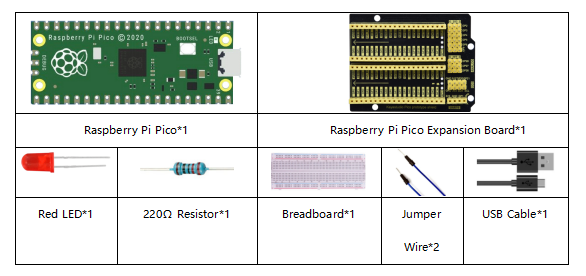 Raspberry Pi Pico ©2020
BOOTSEL
DEBUG
Raspberry Pi Pico*1
Raspberry Pi Pico Expansion Board*1
Red LED*1
220Ω Resistor*1
Breadboard*1
Jumper
Wire*2
USB Cable*1